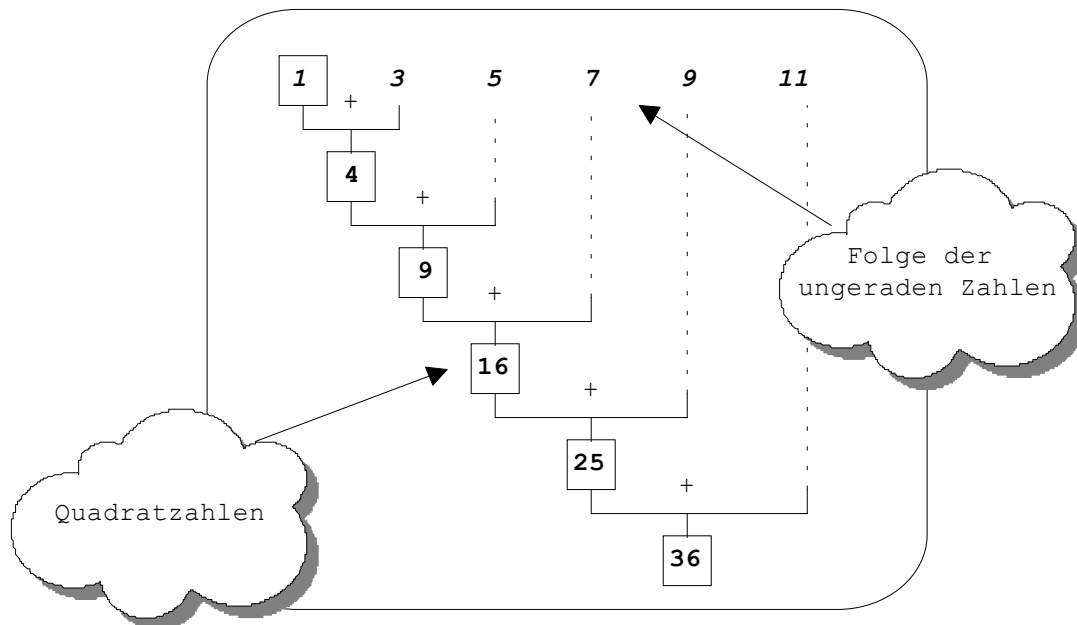 1 3 5 7 9 11
+
4
+
9
+
16
+
25
+
36
Folge der
ungeraden Zahlen
Quadratzahlen